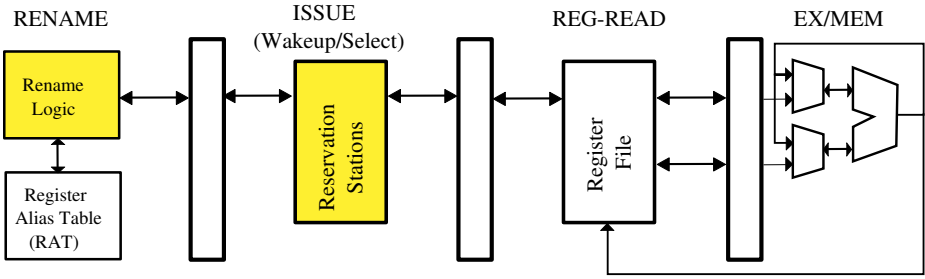 RENAME
ISSUE
(Wakeup/Select)
REG-READ
EX/MEM
Rename
Logic
Register
Alias Table
(RAT)
Reservation
Stations
Register
File